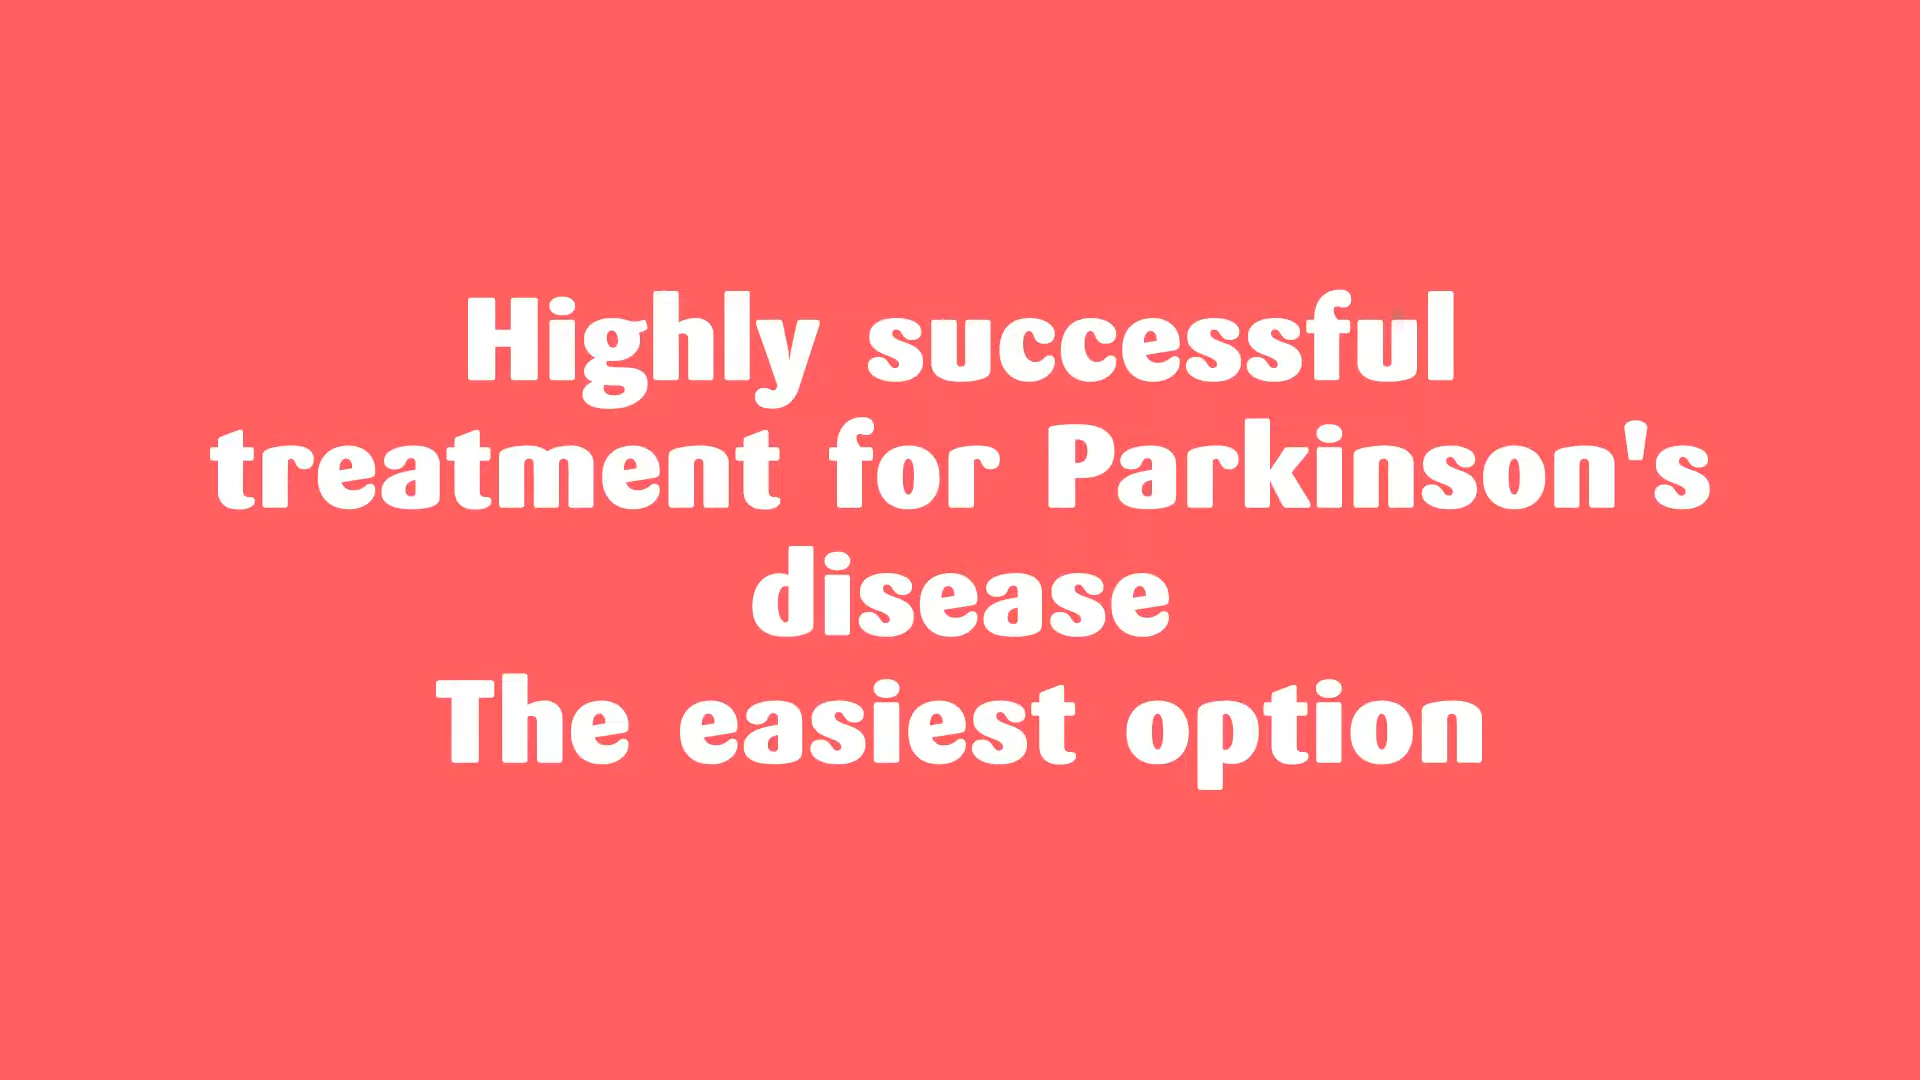 Highly successful
treatment for Parkinson's
disease
The easiest option